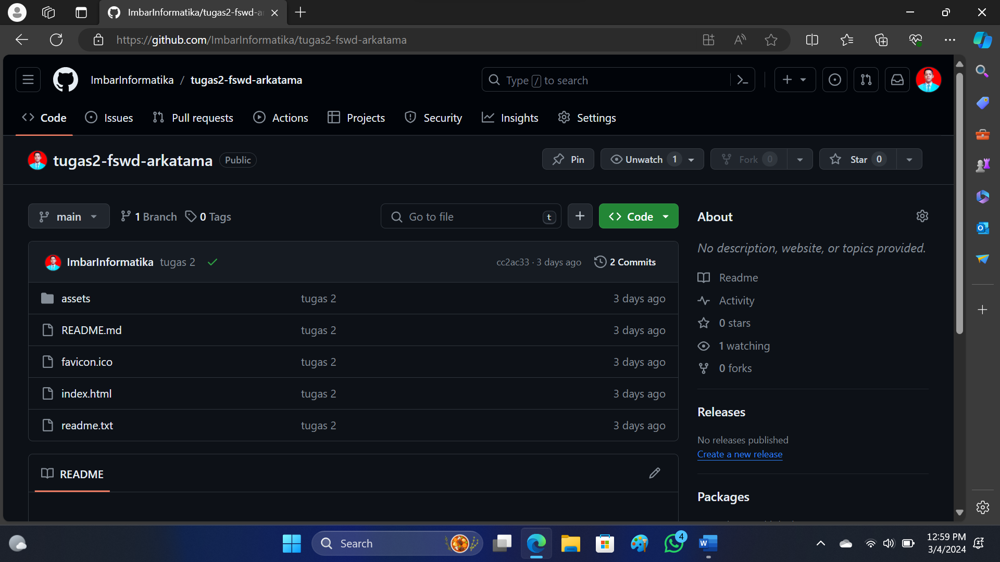 ImbarInformatika/tugas2-fswd-a
https://github.com/ImbarInformatika/tugas2-fswd-arkatama
ImbarInformatika / tugas2-fswd-arkatama
Type / to search
Code Issues Pull requests Actions Projects Security Insights Settings
tugas2-fswd-arkatama Public
Pin Unwatch 1 Fork 0 Star 0
main 1 Branch 0 Tags Go to file t Code
ImbarInformatika tugas 2 cc2ac33 · 3 days ago 2 Commits
assets tugas 2 3 days ago
README.md tugas 2 3 days ago
favicon.ico tugas 2 3 days ago
index.html tugas 2 3 days ago
readme.txt tugas 2 3 days ago
README
About
No description, website, or topics provided.
Readme
Activity
0 stars
1 watching
0 forks
Releases
No releases published
Create a new release
Packages
Search
4
12:59 PM
3/4/2024